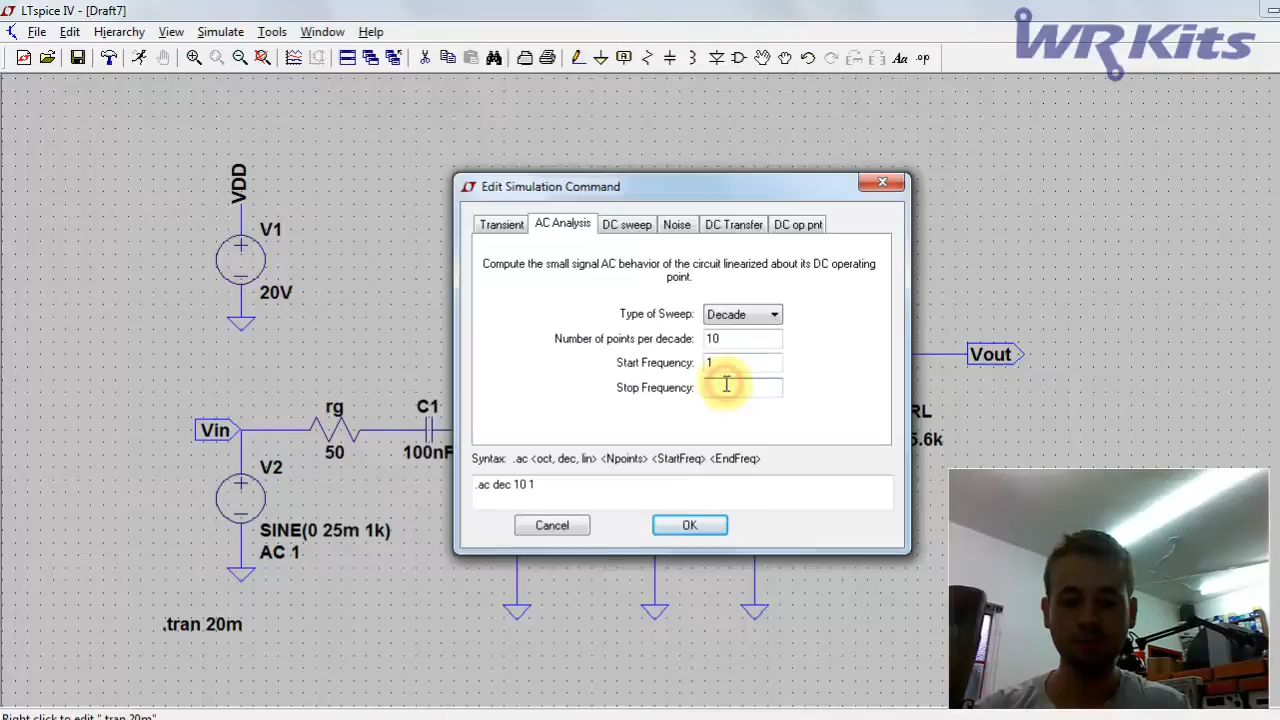 LTspice IV - [Draft7]
File Edit Hierarchy View Simulate Tools Window Help
WR Kits
Aa .op
VDD
V1
20V
Vin
rg
50
C1
100nF
V2
SINE(0 25m 1k)
AC 1
.tran 20m
Vout
RL
5.6k
Edit Simulation Command
Transient AC Analysis DC sweep Noise DC Transfer DC op pnt
Compute the small signal AC behavior of the circuit linearized about its DC operating
point.
Type of Sweep: Decade
Number of points per decade: 10
Start Frequency: 1
Stop Frequency:
Syntax: .ac <oct, dec, lin> <Npoints> <StartFreq> <EndFreq>
.ac dec 10 1
Cancel OK
Right click to edit ".tran 20m"